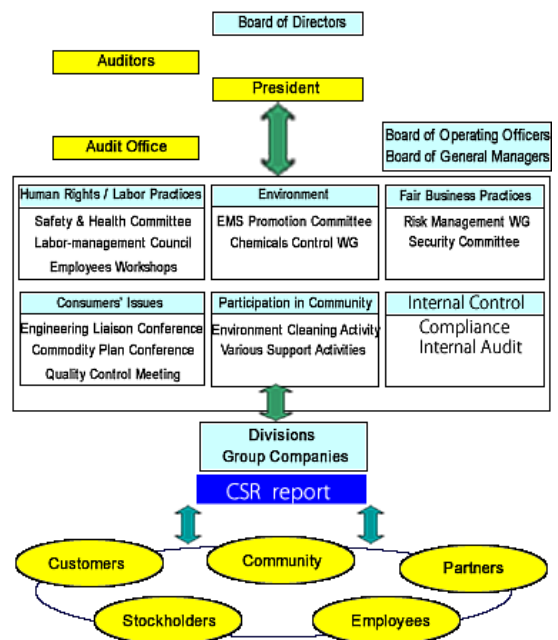 Board of Directors
Auditors
President
Audit Office
Board of Operating Officers
Board of General Managers
Human Rights / Labor Practices
Safety & Health Committee
Labor-management Council
Employees Workshops
Environment
EMS Promotion Committee
Chemicals Control WG
Fair Business Practices
Risk Management WG
Security Committee
Consumers' Issues
Engineering Liaison Conference
Commodity Plan Conference
Quality Control Meeting
Participation in Community
Environment Cleaning Activity
Various Support Activities
Internal Control
Compliance
Internal Audit
Divisions
Group Companies
CSR report
Customers
Community
Partners
Stockholders
Employees